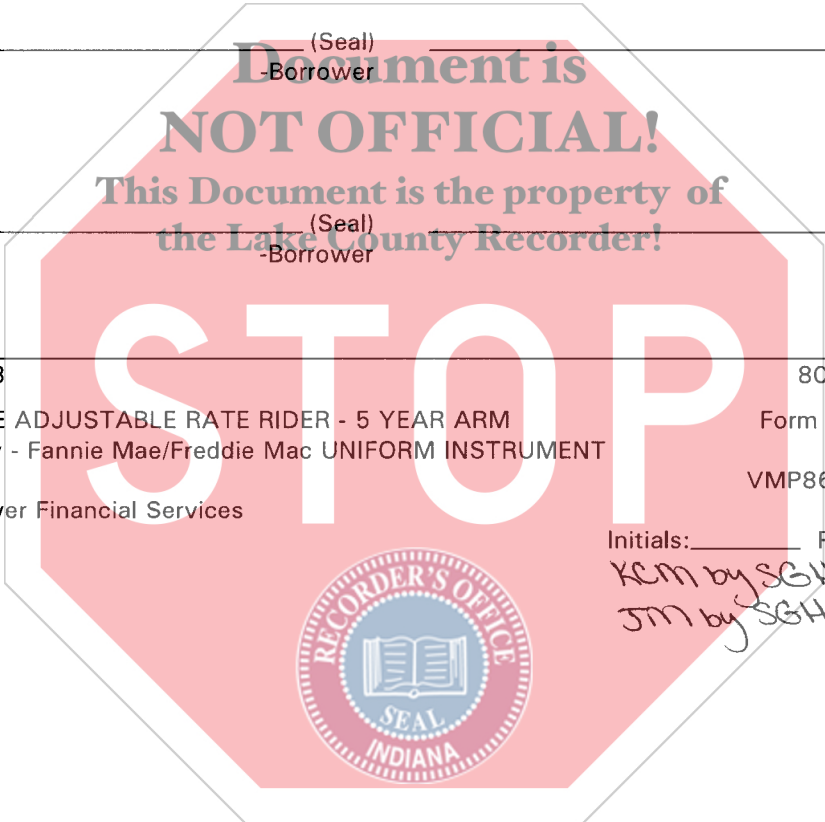 (Seal)
Document is
-Borrower
NOT OFFICIAL!
This Document is the property of
(Seal)
the Lake County Recorder!
-Borrower
STOP
80
ADJUSTABLE RATE RIDER - 5 YEAR ARM
Form
- Fannie Mae/Freddie Mac UNIFORM INSTRUMENT
VMP86
er Financial Services
Initials:
KCM by SGH
JM by SGH
RECORDER'S OFFICE
SEAL
INDIANA